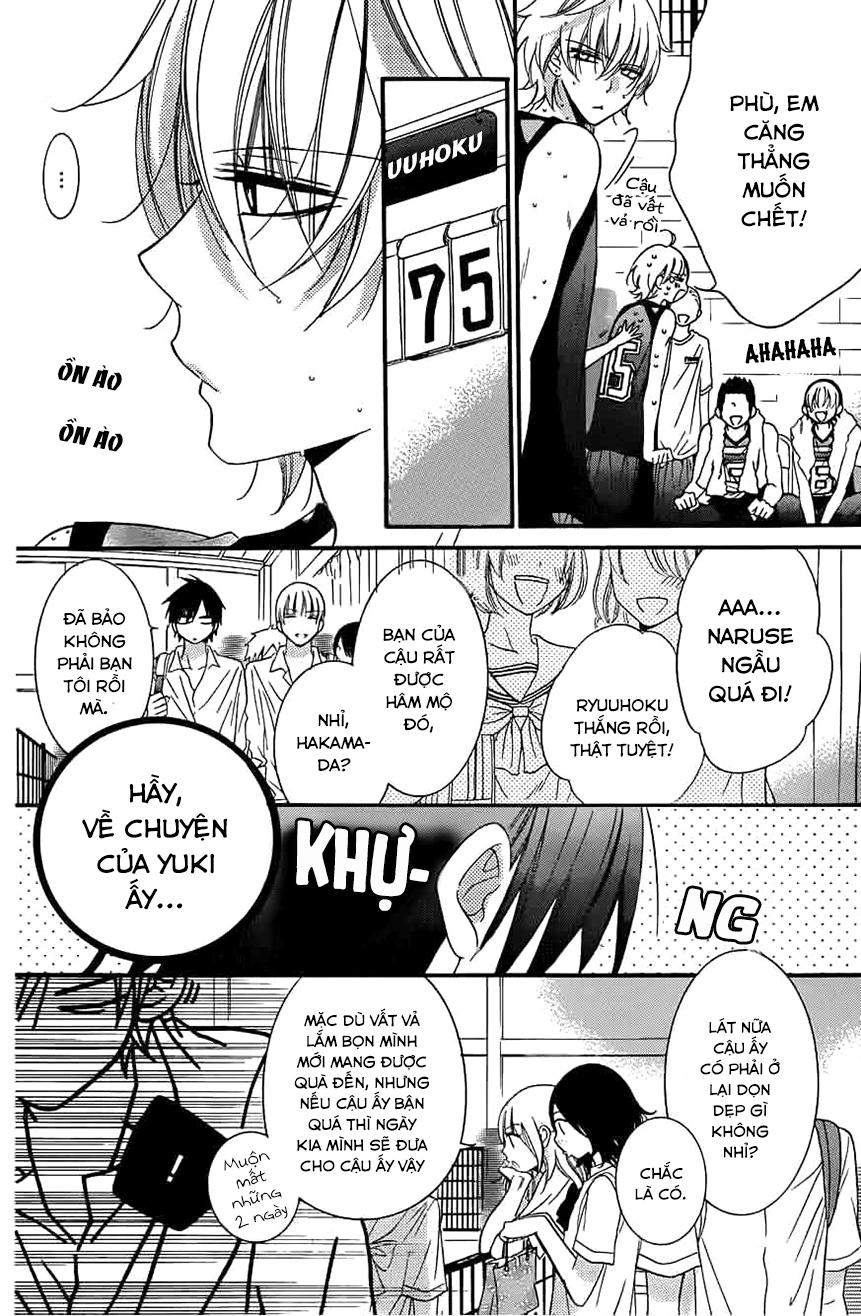 PHÙ, EM
CĂNG
THẲNG
MUỐN
CHẾT!
Cậu
đã vất
vả rồi
15
AHAHAHA
6
UUHOKU
75
...
ỒN ÀO
ỒN ÀO
AAA...
NARUSE
NGẦU
QUÁ ĐI!
RYUUHOKU
THẮNG RỒI,
THẬT TUYỆT!
BẠN CỦA
CẬU RẤT
ĐƯỢC
HÂM MỘ
ĐÓ,
NHỈ,
HAKAMA-
DA?
ĐÃ BẢO
KHÔNG
PHẢI BẠN
TÔI RỒI
MÀ.
HẦY,
VỀ CHUYỆN
CỦA YUKI
ẤY...
KHỰ-
NG
LÁT NỮA
CẬU ẤY
CÓ PHẢI Ở
LẠI DỌN
DẸP GÌ
KHÔNG
NHỈ?
CHẮC
LÀ CÓ.
MẶC DÙ VẤT VẢ
LẮM BỌN MÌNH
MỚI MANG ĐƯỢC
QUÀ ĐẾN, NHƯNG
NẾU CẬU ẤY BẬN
QUÁ THÌ NGÀY
KIA MÌNH SẼ ĐƯA
CHO CẬU ẤY VẬY
Muộn
mất
những
2 ngày
!